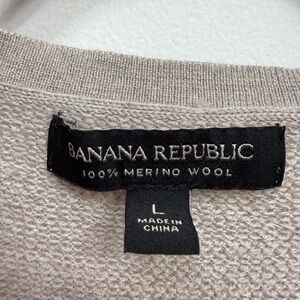 BANANA REPUBLIC
100% MERINO WOOL
L
MADE IN
CHINA